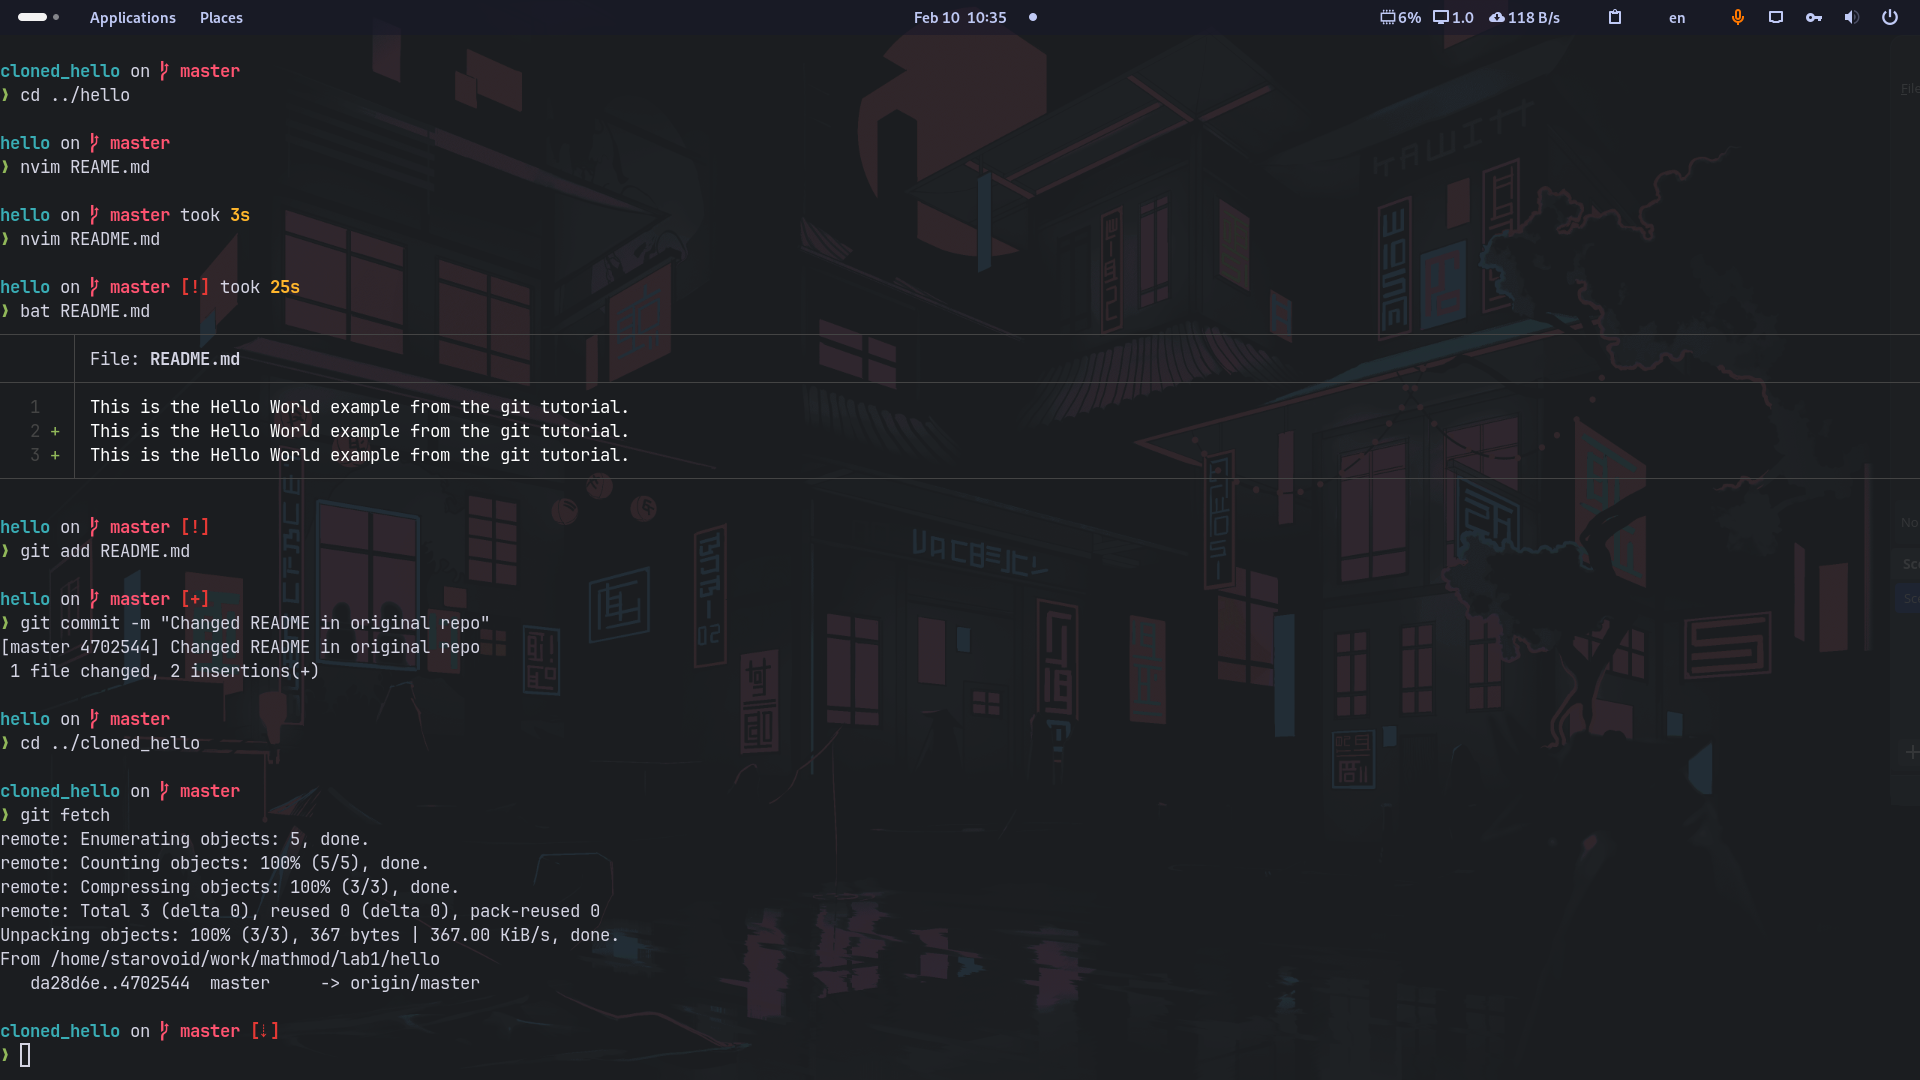 Applications Places Feb 10 10:35 6% 1.0 118 B/s en
cloned_hello on master
❯ cd ../hello
hello on master
❯ nvim REAME.md
hello on master took 3s
❯ nvim README.md
hello on master [!] took 25s
❯ bat README.md
File: README.md
1 This is the Hello World example from the git tutorial.
2 + This is the Hello World example from the git tutorial.
3 + This is the Hello World example from the git tutorial.
hello on master [!]
❯ git add README.md
hello on master [+]
❯ git commit -m "Changed README in original repo"
[master 4702544] Changed README in original repo
1 file changed, 2 insertions(+)
hello on master
❯ cd ../cloned_hello
cloned_hello on master
❯ git fetch
remote: Enumerating objects: 5, done.
remote: Counting objects: 100% (5/5), done.
remote: Compressing objects: 100% (3/3), done.
remote: Total 3 (delta 0), reused 0 (delta 0), pack-reused 0
Unpacking objects: 100% (3/3), 367 bytes | 367.00 KiB/s, done.
From /home/starovoid/work/mathmod/lab1/hello
da28d6e..4702544 master -> origin/master
cloned_hello on master [⇣]
❯